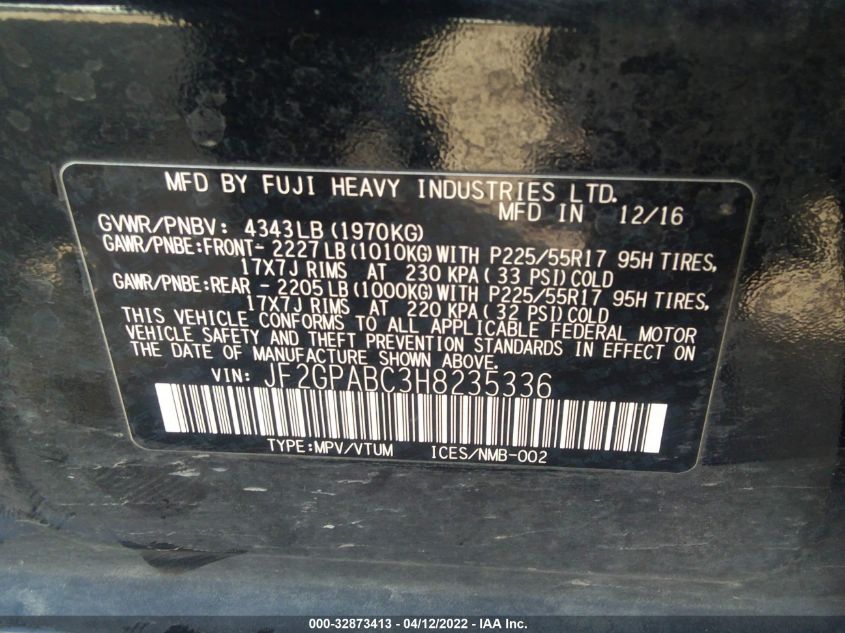 MFD BY FUJI HEAVY INDUSTRIES LTD.
MFD IN 12/16
GVWR/PNBV: 4343LB (1970KG)
GAWR/PNBE:FRONT- 2227LB (1010KG) WITH P225/55R17 95H TIRES,
17X7J RIMS AT 230 KPA ( 33 PSI) COLD
GAWR/PNBE:REAR - 2205LB (1000KG) WITH P225/55R17 95H TIRES,
17X7J RIMS AT 220 KPA ( 32 PSI) COLD
THIS VEHICLE CONFORMS TO ALL APPLICABLE FEDERAL MOTOR
VEHICLE SAFETY AND THEFT PREVENTION STANDARDS IN EFFECT ON
THE DATE OF MANUFACTURE SHOWN ABOVE.
VIN: JF2GPABC3H8235336
TYPE:MPV/VTUM ICES/NMB-002
000-32873413 - 04/12/2022 - IAA Inc.